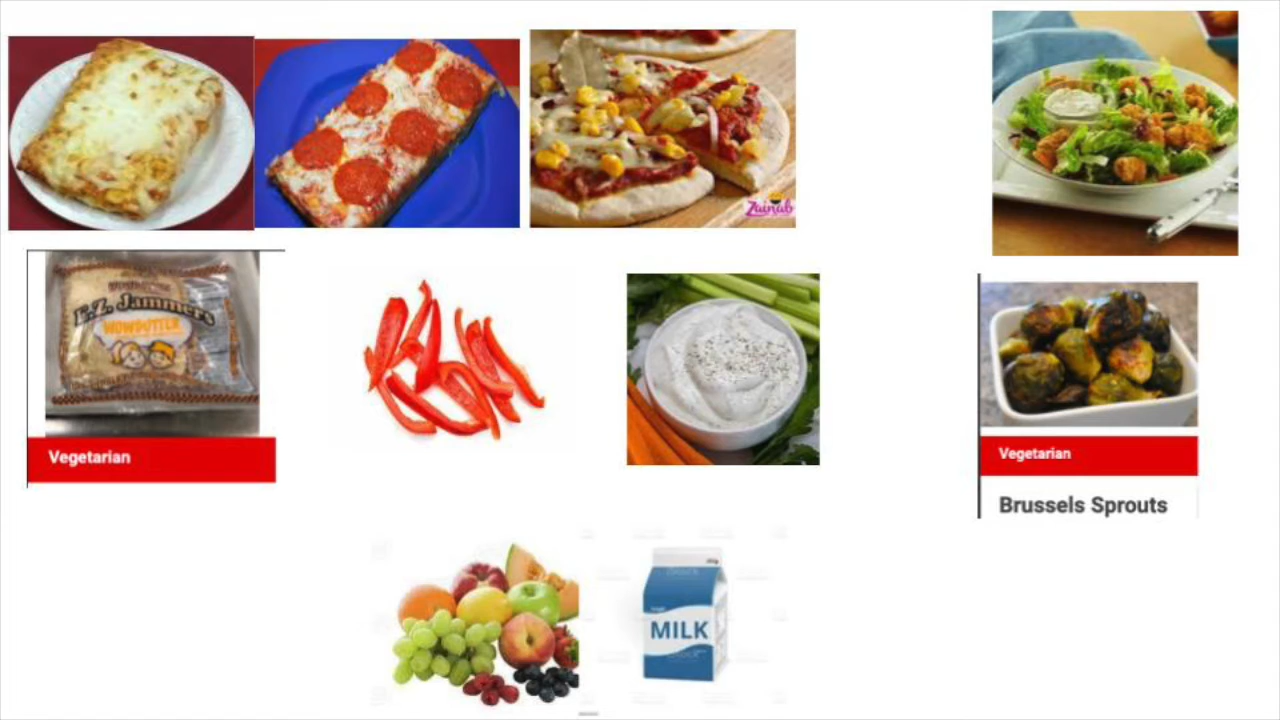 Zainab
E.Z. Jammers
WOWBUTTER
Vegetarian
Vegetarian
Brussels Sprouts
MILK